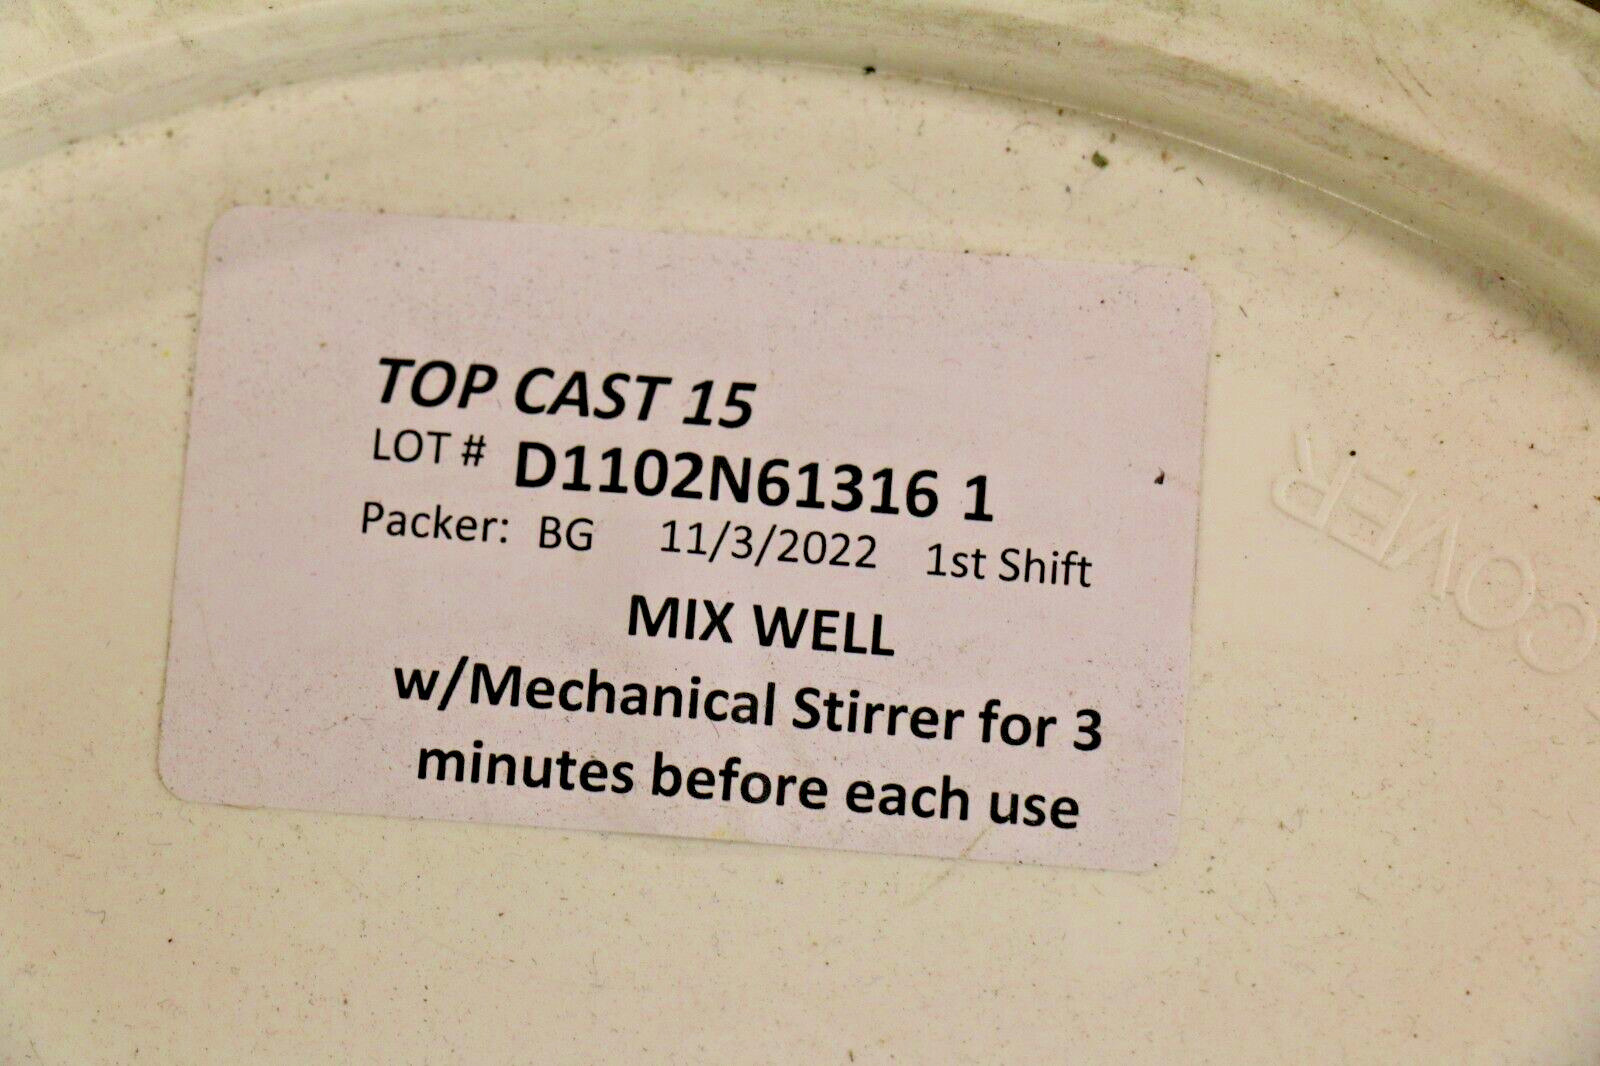 TOP CAST 15
LOT # D1102N61316 1
Packer: BG 11/3/2022 1st Shift
MIX WELL
w/Mechanical Stirrer for 3
minutes before each use
COVER